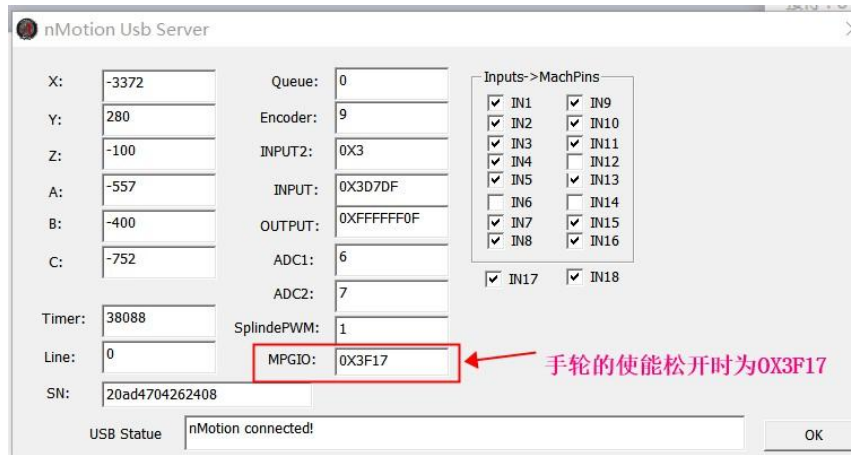 nMotion Usb Server
X: -3372
Y: 280
Z: -100
A: -557
B: -400
C: -752
Timer: 38088
Line: 0
SN: 20ad4704262408
Queue: 0
Encoder: 9
INPUT2: 0X3
INPUT: 0X3D7DF
OUTPUT: 0XFFFFFF0F
ADC1: 6
ADC2: 7
SplindePWM: 1
MPGIO: 0X3F17
Inputs->MachPins
IN1 IN9
IN2 IN10
IN3 IN11
IN4 IN12
IN5 IN13
IN6 IN14
IN7 IN15
IN8 IN16
IN17 IN18
手轮的使能松开时为0X3F17
USB Statue nMotion connected!
OK